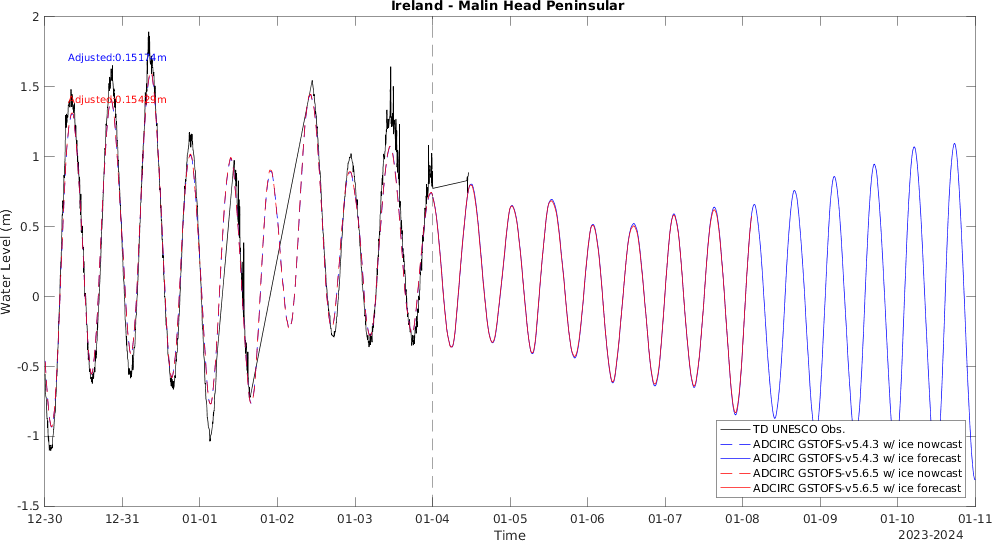 Ireland - Malin Head Peninsular
Adjusted:0.15174m
Adjusted:0.15429m
Water Level (m)
2
1.5
1
0.5
0
-0.5
-1
-1.5
12-30
12-31
01-01
01-02
01-03
01-04
01-05
01-06
01-07
01-08
01-09
01-10
01-11
Time
2023-2024
TD UNESCO Obs.
ADCIRC GSTOFS-v5.4.3 w/ ice nowcast
ADCIRC GSTOFS-v5.4.3 w/ ice forecast
ADCIRC GSTOFS-v5.6.5 w/ ice nowcast
ADCIRC GSTOFS-v5.6.5 w/ ice forecast